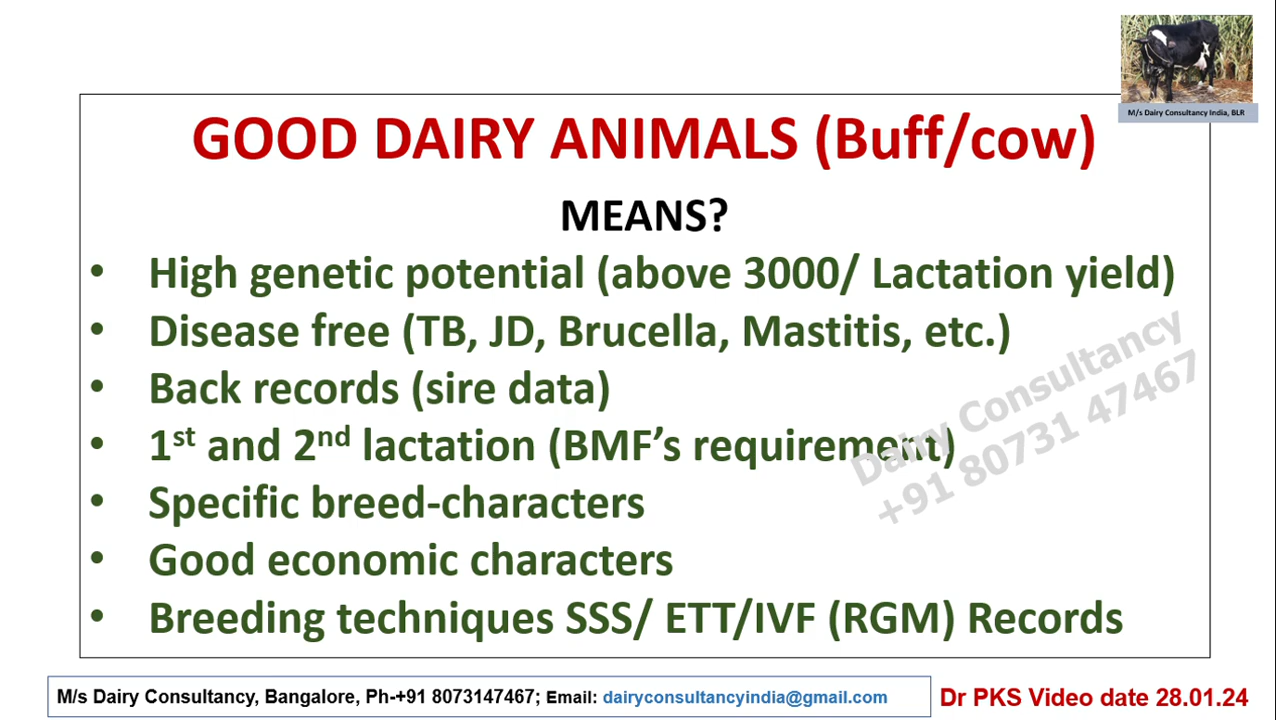 M/s Dairy Consultancy India, BLR
GOOD DAIRY ANIMALS (Buff/cow)
MEANS?
• High genetic potential (above 3000/ Lactation yield)
• Disease free (TB, JD, Brucella, Mastitis, etc.)
• Back records (sire data)
• 1st and 2nd lactation (BMF’s requirement)
• Specific breed-characters
• Good economic characters
• Breeding techniques SSS/ ETT/IVF (RGM) Records
Dairy Consultancy
+91 80731 47467
M/s Dairy Consultancy, Bangalore, Ph-+91 8073147467; Email: dairyconsultancyindia@gmail.com
Dr PKS Video date 28.01.24